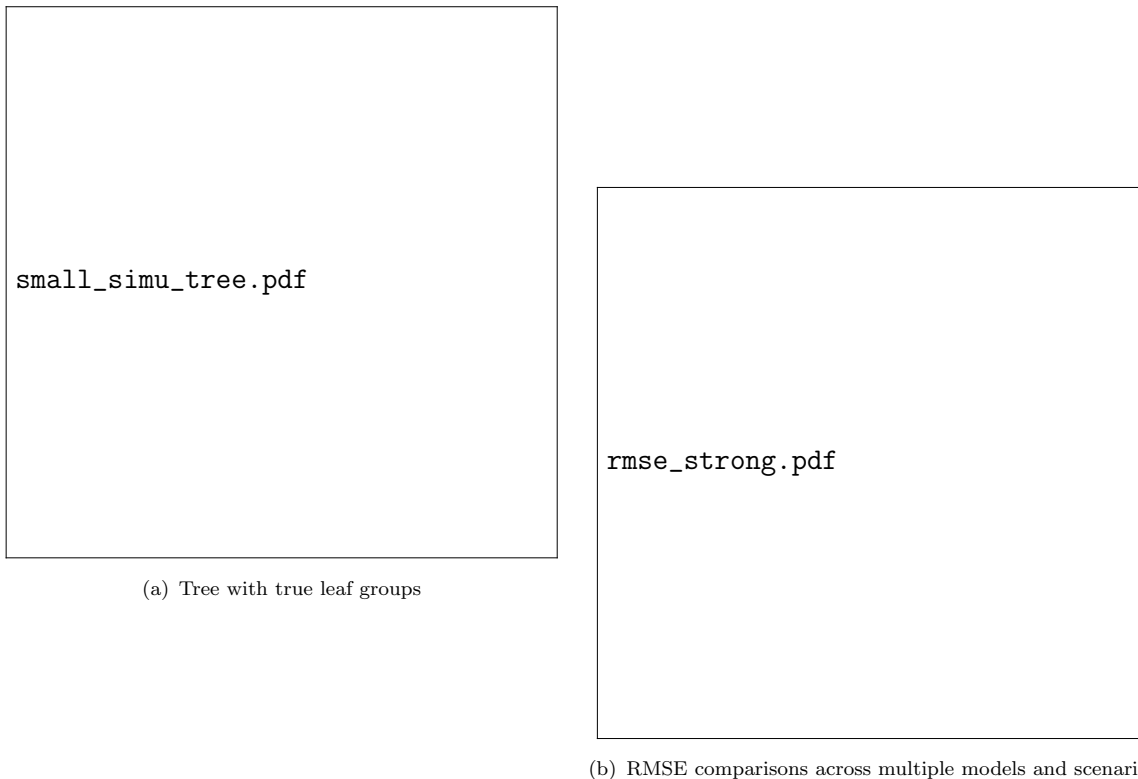 small_simu_tree.pdf
(a) Tree with true leaf groups
rmse_strong.pdf
(b) RMSE comparisons across multiple models and scenari